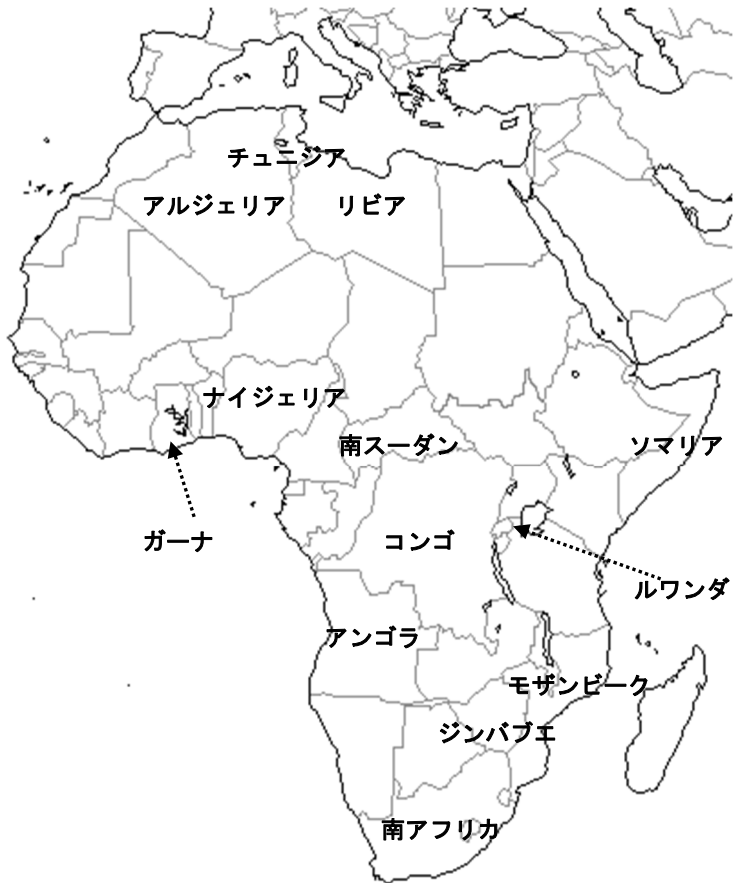 チュニジア
アルジェリア
リビア
ナイジェリア
南スーダン
ソマリア
ガーナ
コンゴ
ルワンダ
アンゴラ
モザンビーク
ジンバブエ
南アフリカ